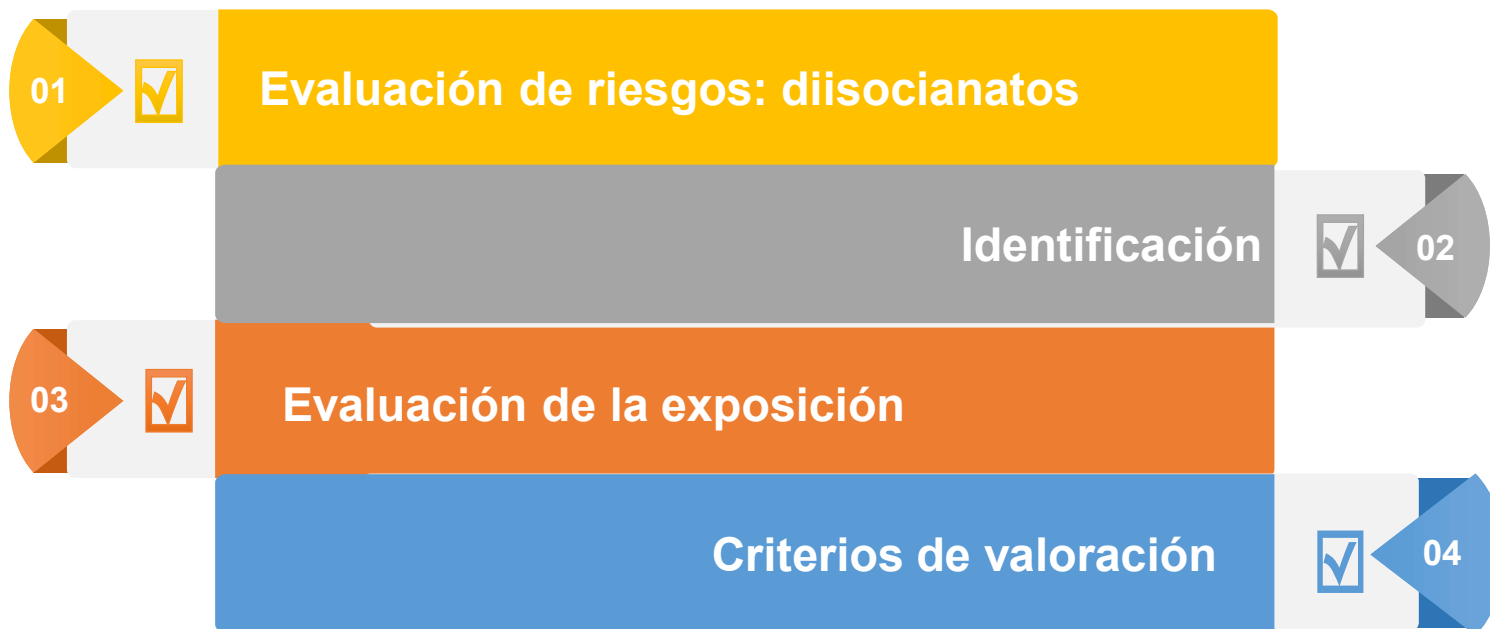 01 Evaluación de riesgos: diisocianatos
Identificación 02
03 Evaluación de la exposición
Criterios de valoración 04